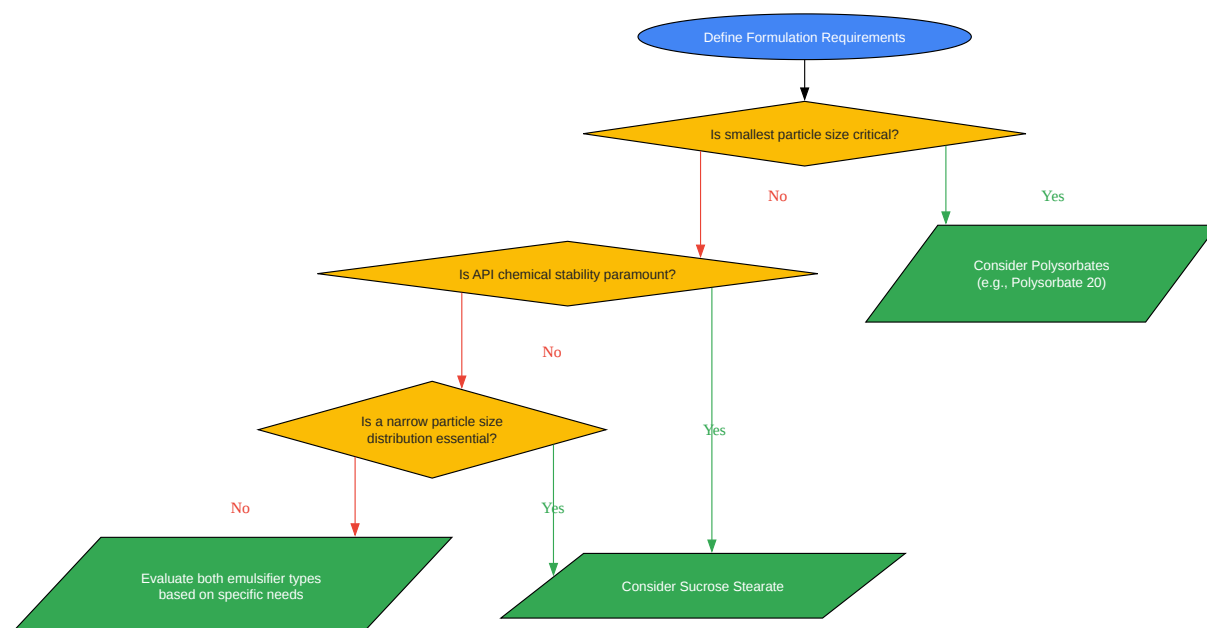 Define Formulation Requirements
Is smallest particle size critical?
No
Yes
Consider Polysorbates
(e.g., Polysorbate 20)
Is API chemical stability paramount?
No
Yes
Is a narrow particle size
distribution essential?
No
Yes
Evaluate both emulsifier types
based on specific needs
Consider Sucrose Stearate